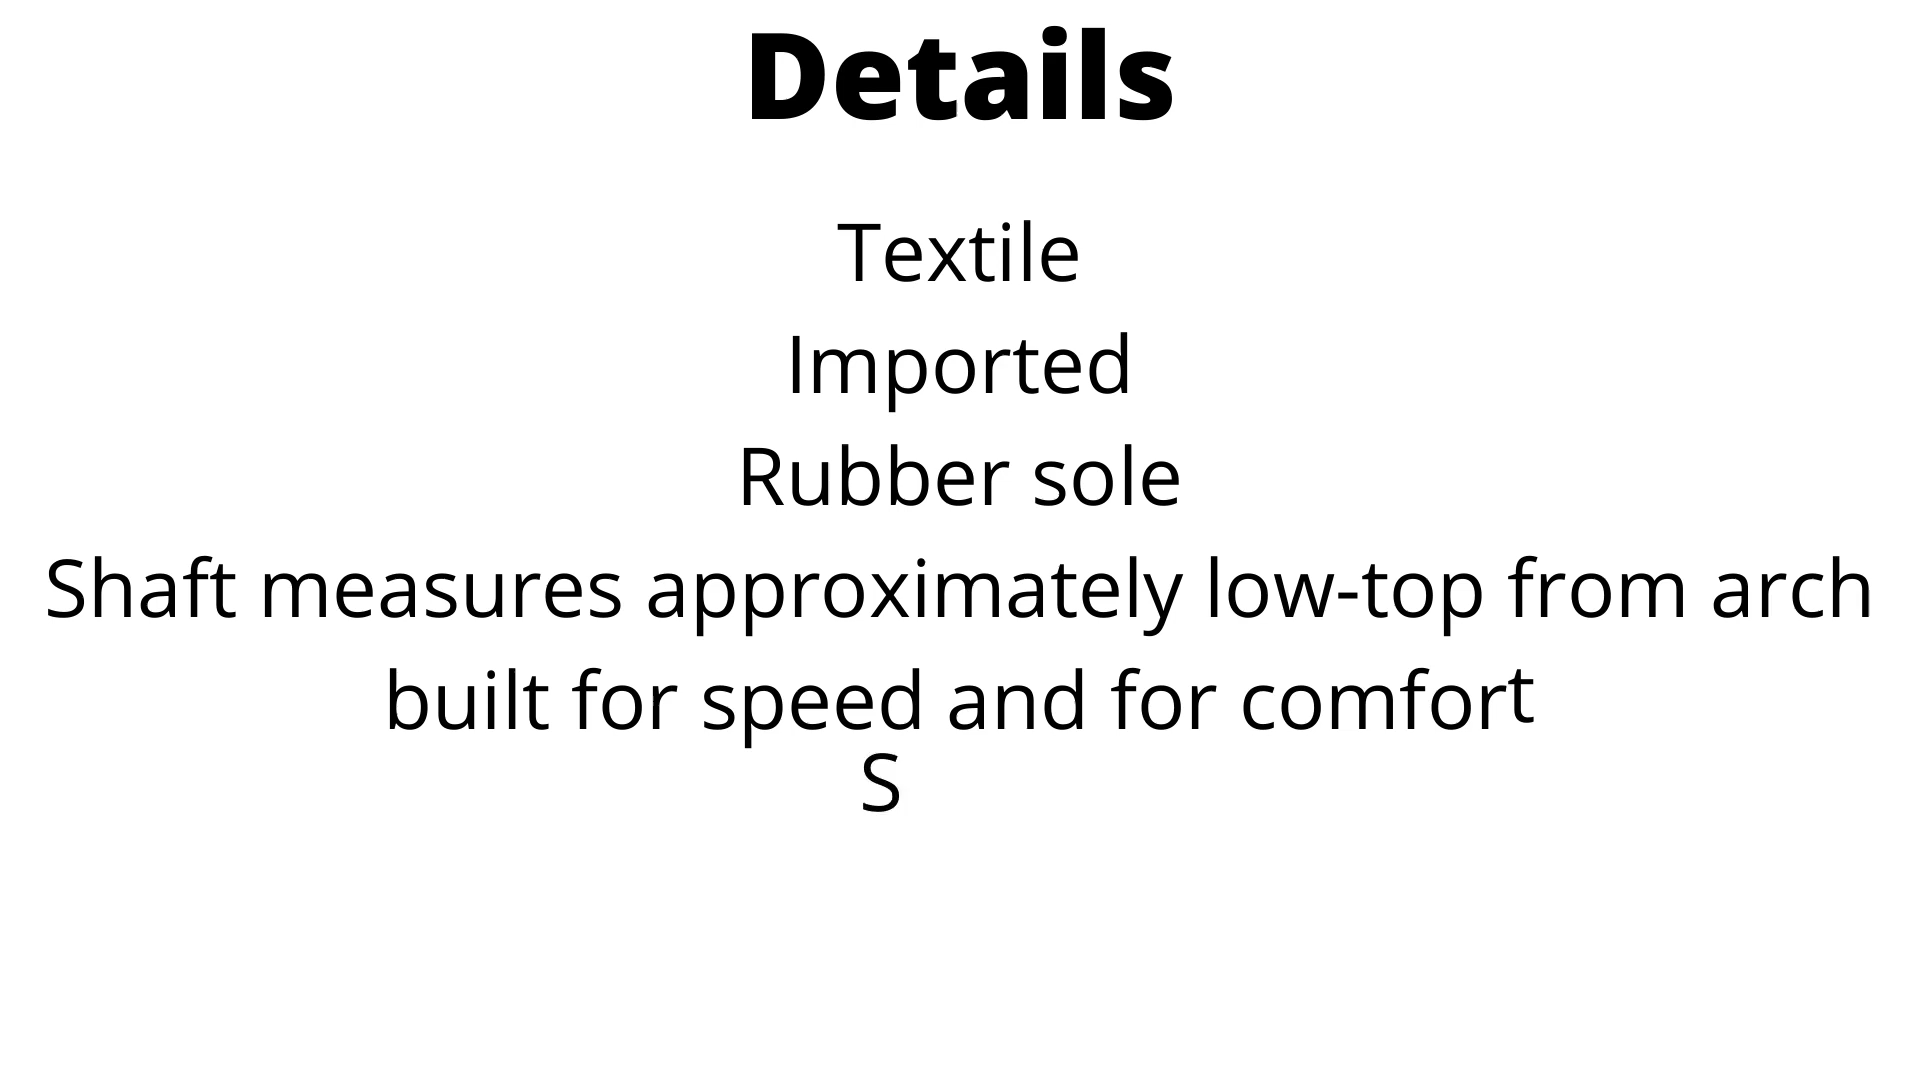 Details
Textile
Imported
Rubber sole
Shaft measures approximately low-top from arch
built for speed and for comfort
S